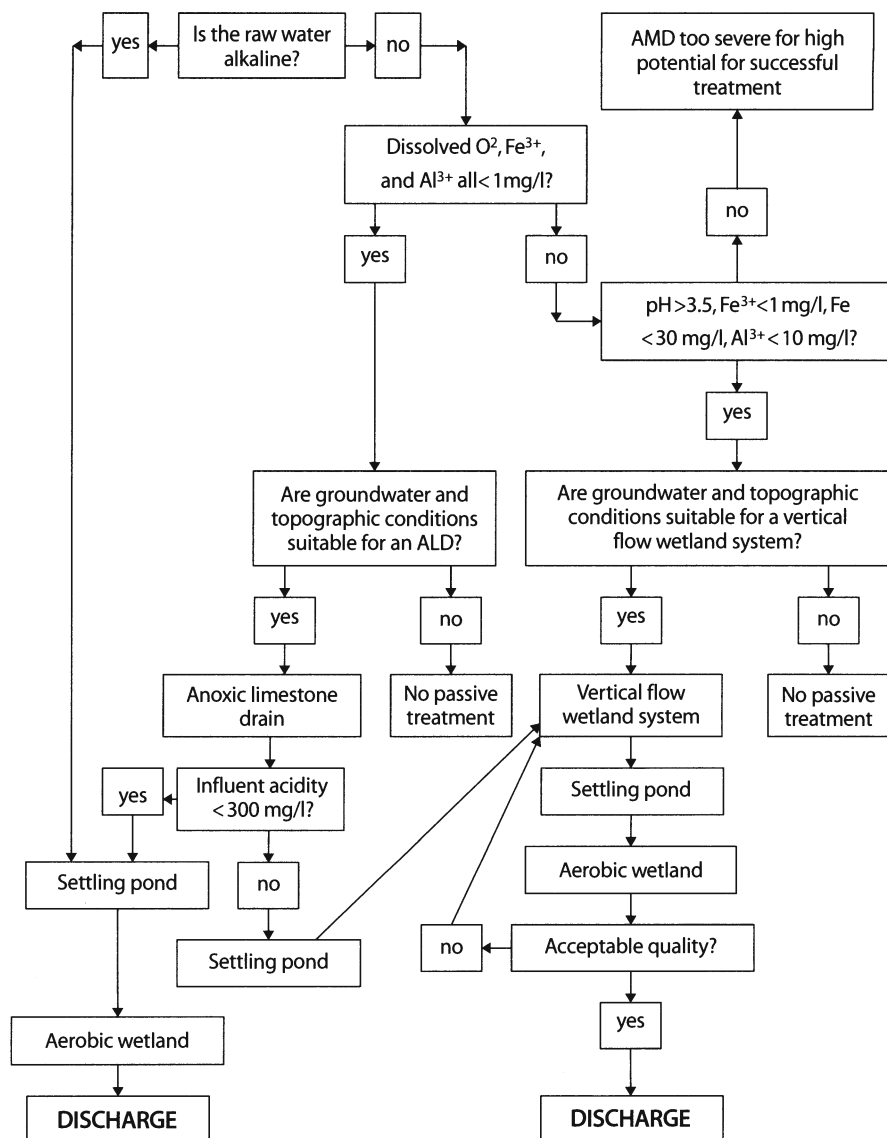 yes
Is the raw water
alkaline?
no
AMD too severe for high
potential for successful
treatment
Dissolved O², Fe³⁺,
and Al³⁺ all< 1mg/l?
yes
no
no
pH >3.5, Fe³⁺<1 mg/l, Fe
<30 mg/l, Al³⁺ < 10 mg/l?
yes
Are groundwater and
topographic conditions
suitable for an ALD?
Are groundwater and topographic
conditions suitable for a vertical
flow wetland system?
yes
no
yes
no
Anoxic limestone
drain
No passive
treatment
Vertical flow
wetland system
No passive
treatment
yes
Influent acidity
<300 mg/l?
Settling pond
Settling pond
no
Aerobic wetland
Settling pond
no
Acceptable quality?
Aerobic wetland
yes
DISCHARGE
DISCHARGE